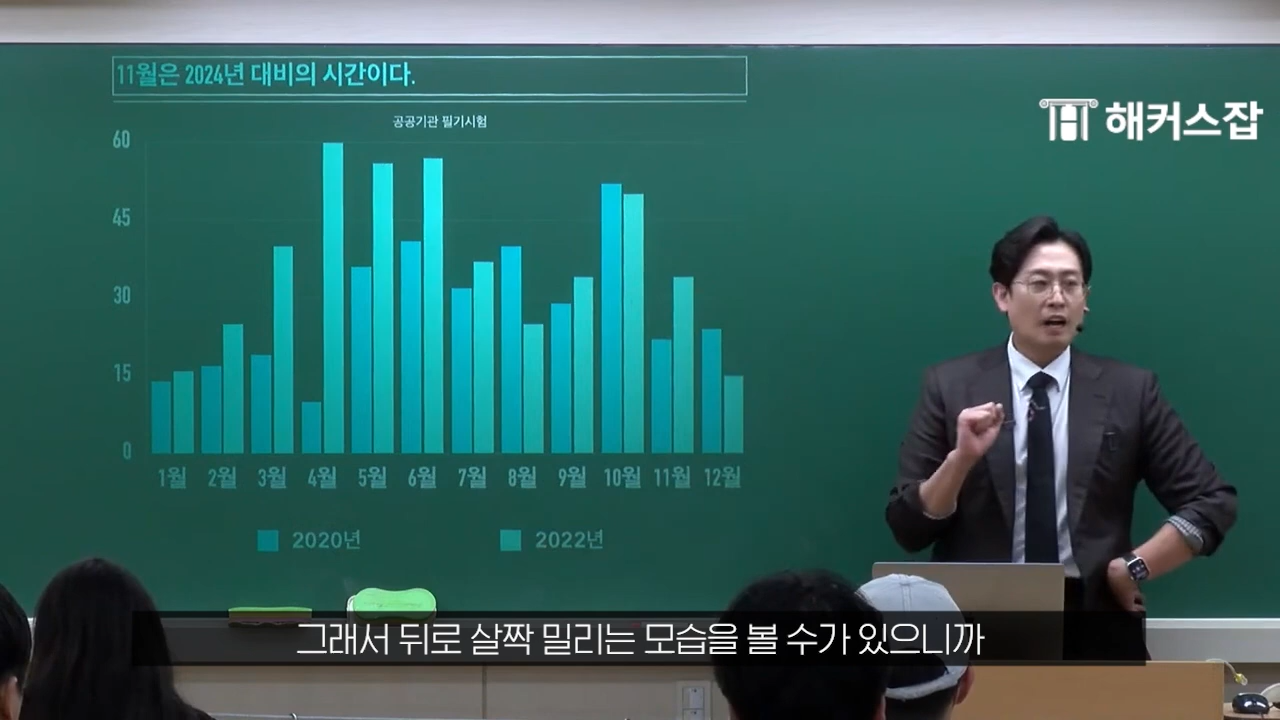 11월은 2024년 대비의 시간이다.
해커스잡
공공기관 필기시험
60
45
30
15
0
1월 2월 3월 4월 5월 6월 7월 8월 9월 10월 11월 12월
2020년 2022년
그래서 뒤로 살짝 밀리는 모습을 볼 수가 있으니까